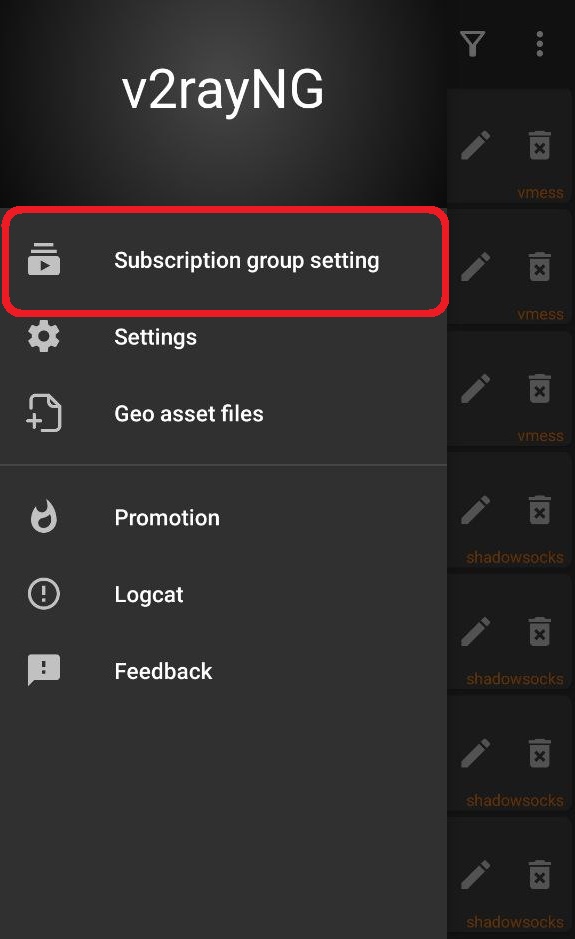 v2rayNG
Subscription group setting
Settings
Geo asset files
Promotion
Logcat
Feedback
vmess
vmess
vmess
shadowsocks
shadowsocks
shadowsocks
shadowsocks